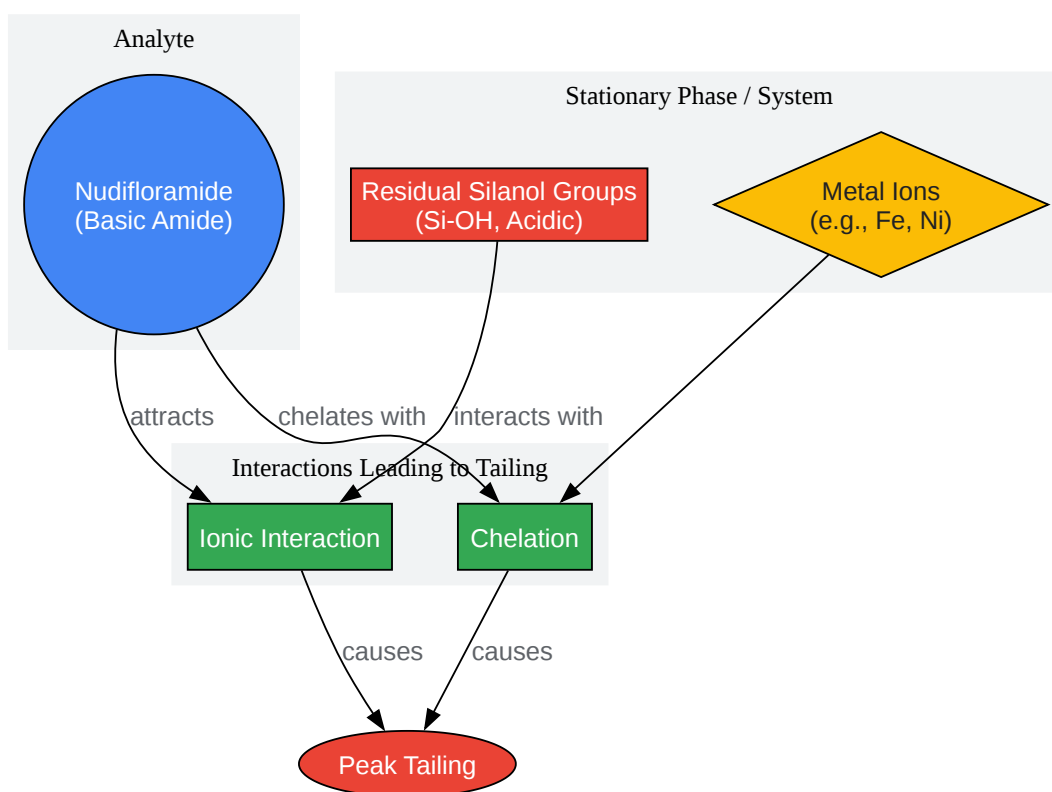 Analyte
Stationary Phase / System
Nudifloramide
(Basic Amide)
Residual Silanol Groups
(Si-OH, Acidic)
Metal Ions
(e.g., Fe, Ni)
attracts
chelates with
interacts with
Interactions Leading to Tailing
Ionic Interaction
Chelation
causes
causes
Peak Tailing